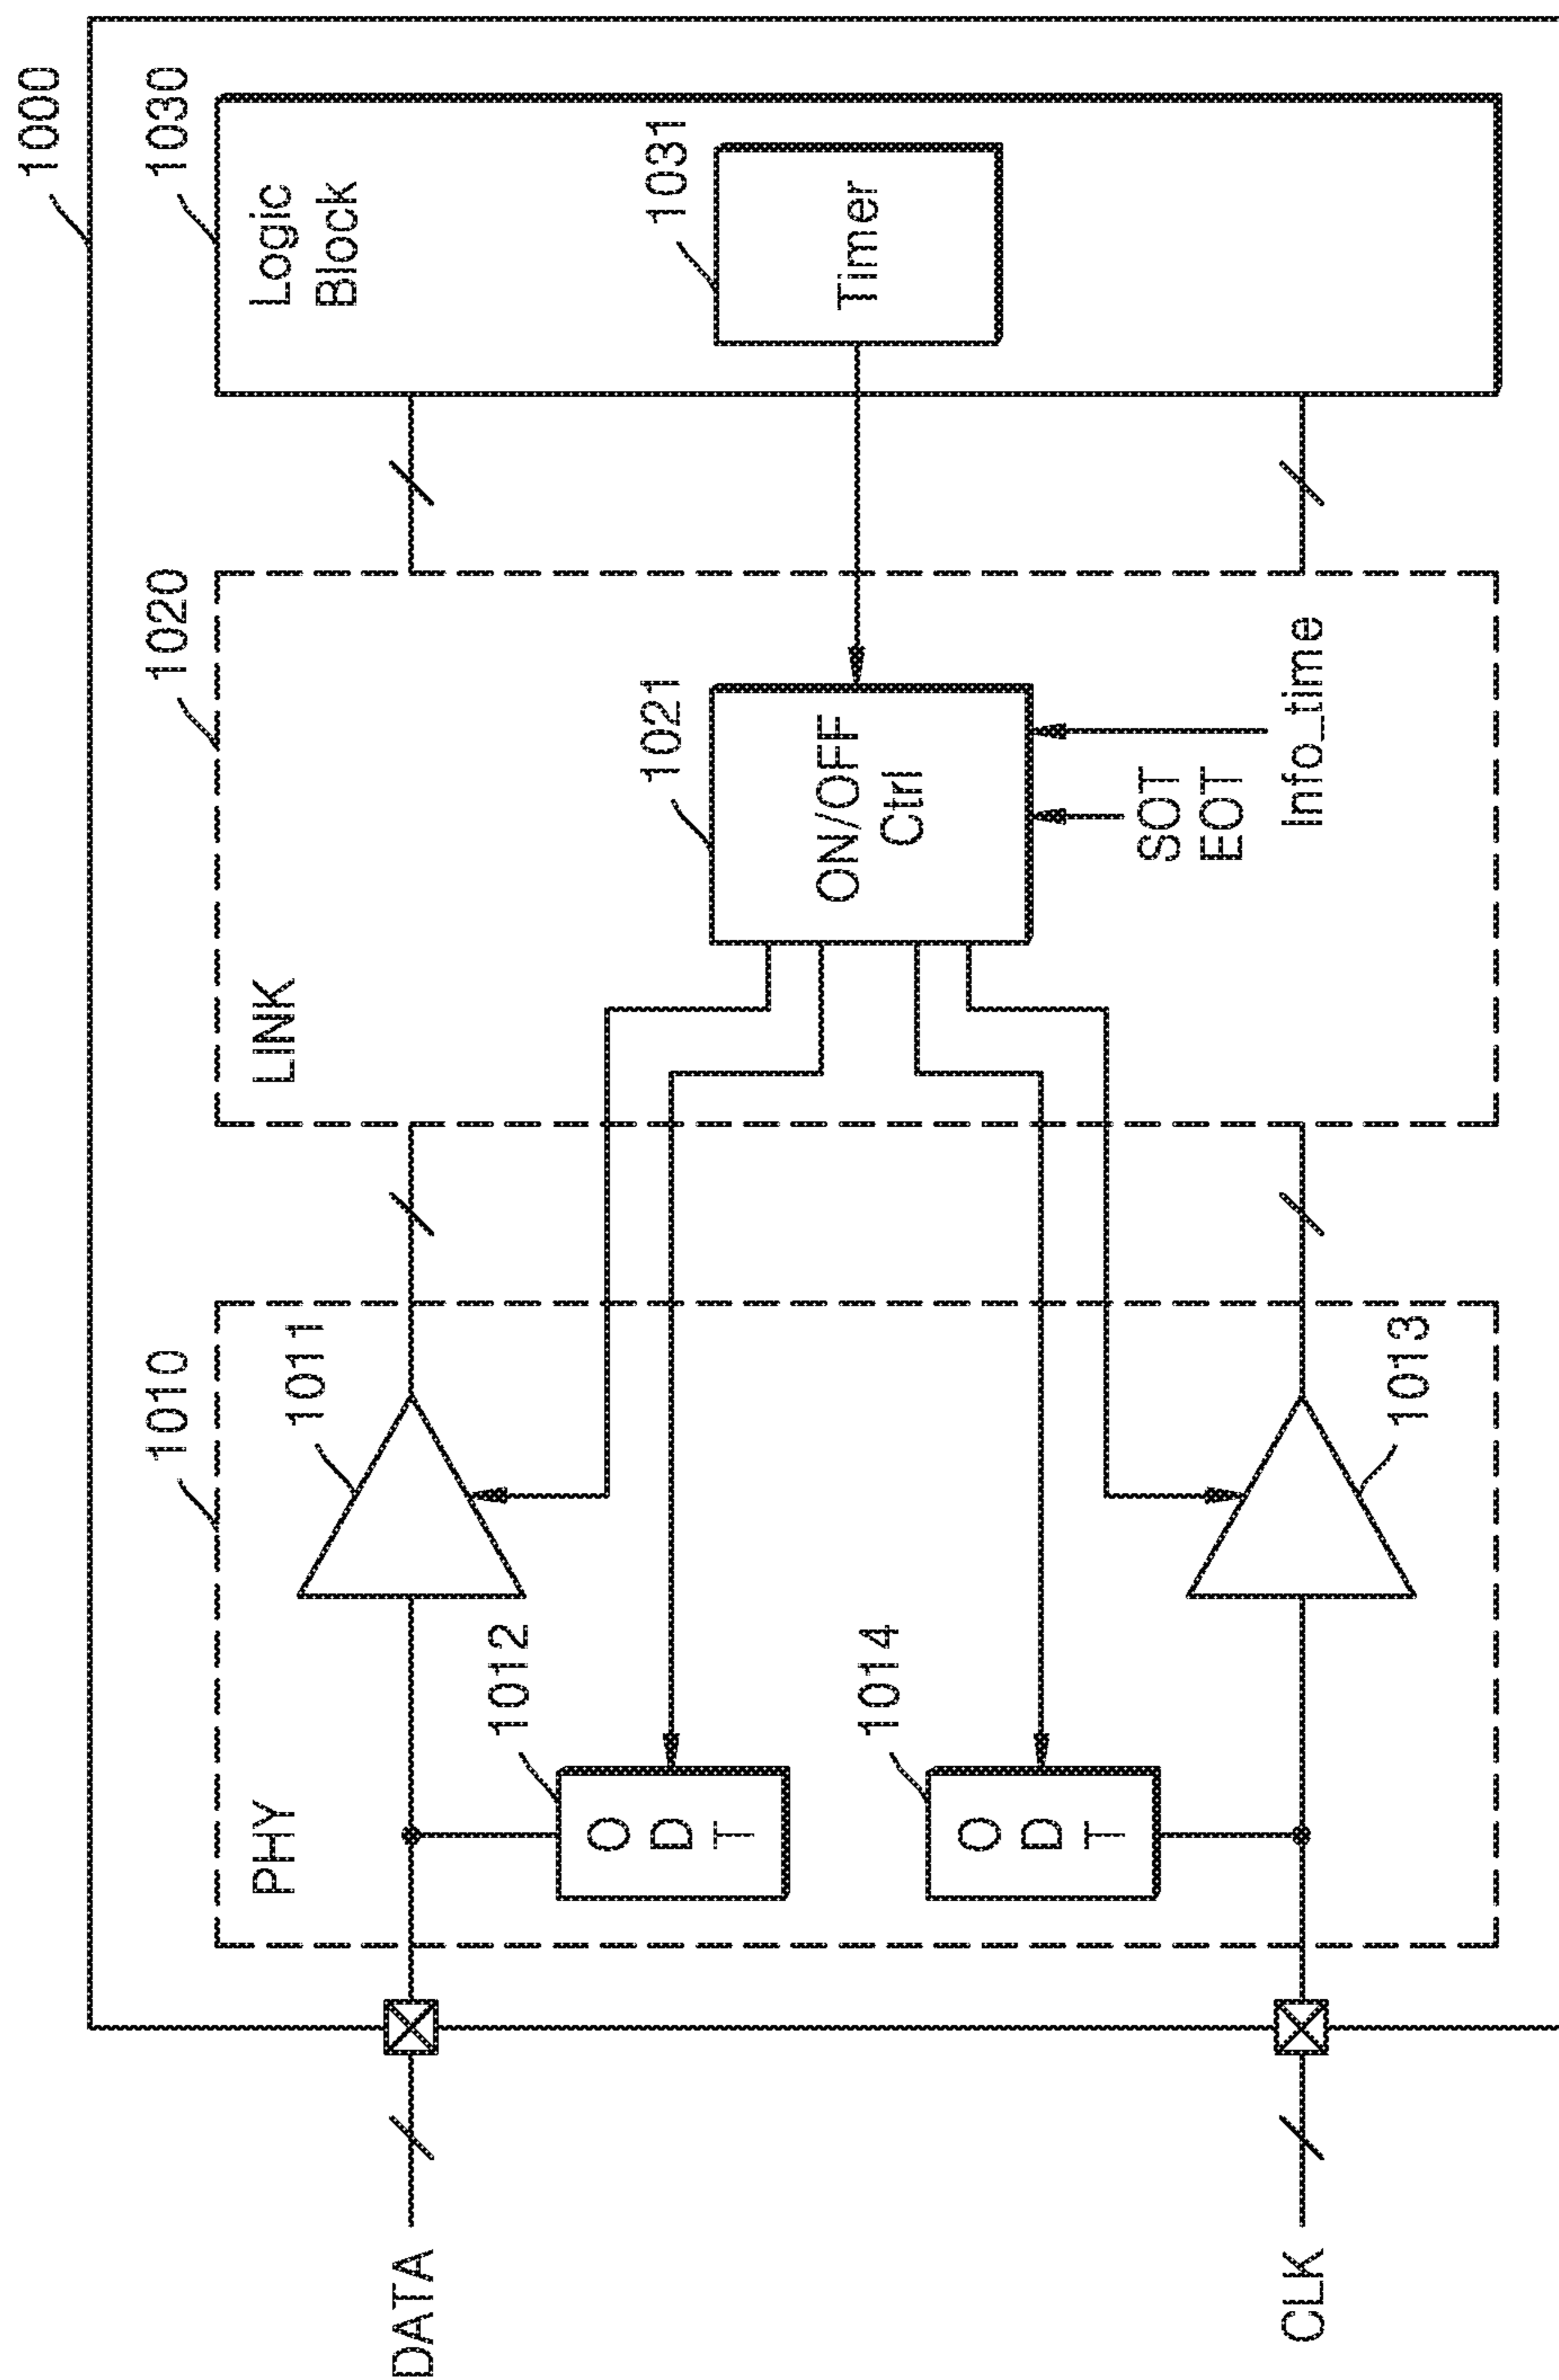 1000
1010
1020
1030
PHY
LINK
Logic
Block
1011
1012
O
D
T
1021
ON/OFF
Ctrl
1031
Timer
1014
O
D
T
SOT
EOT
Info_time
1013
DATA
CLK